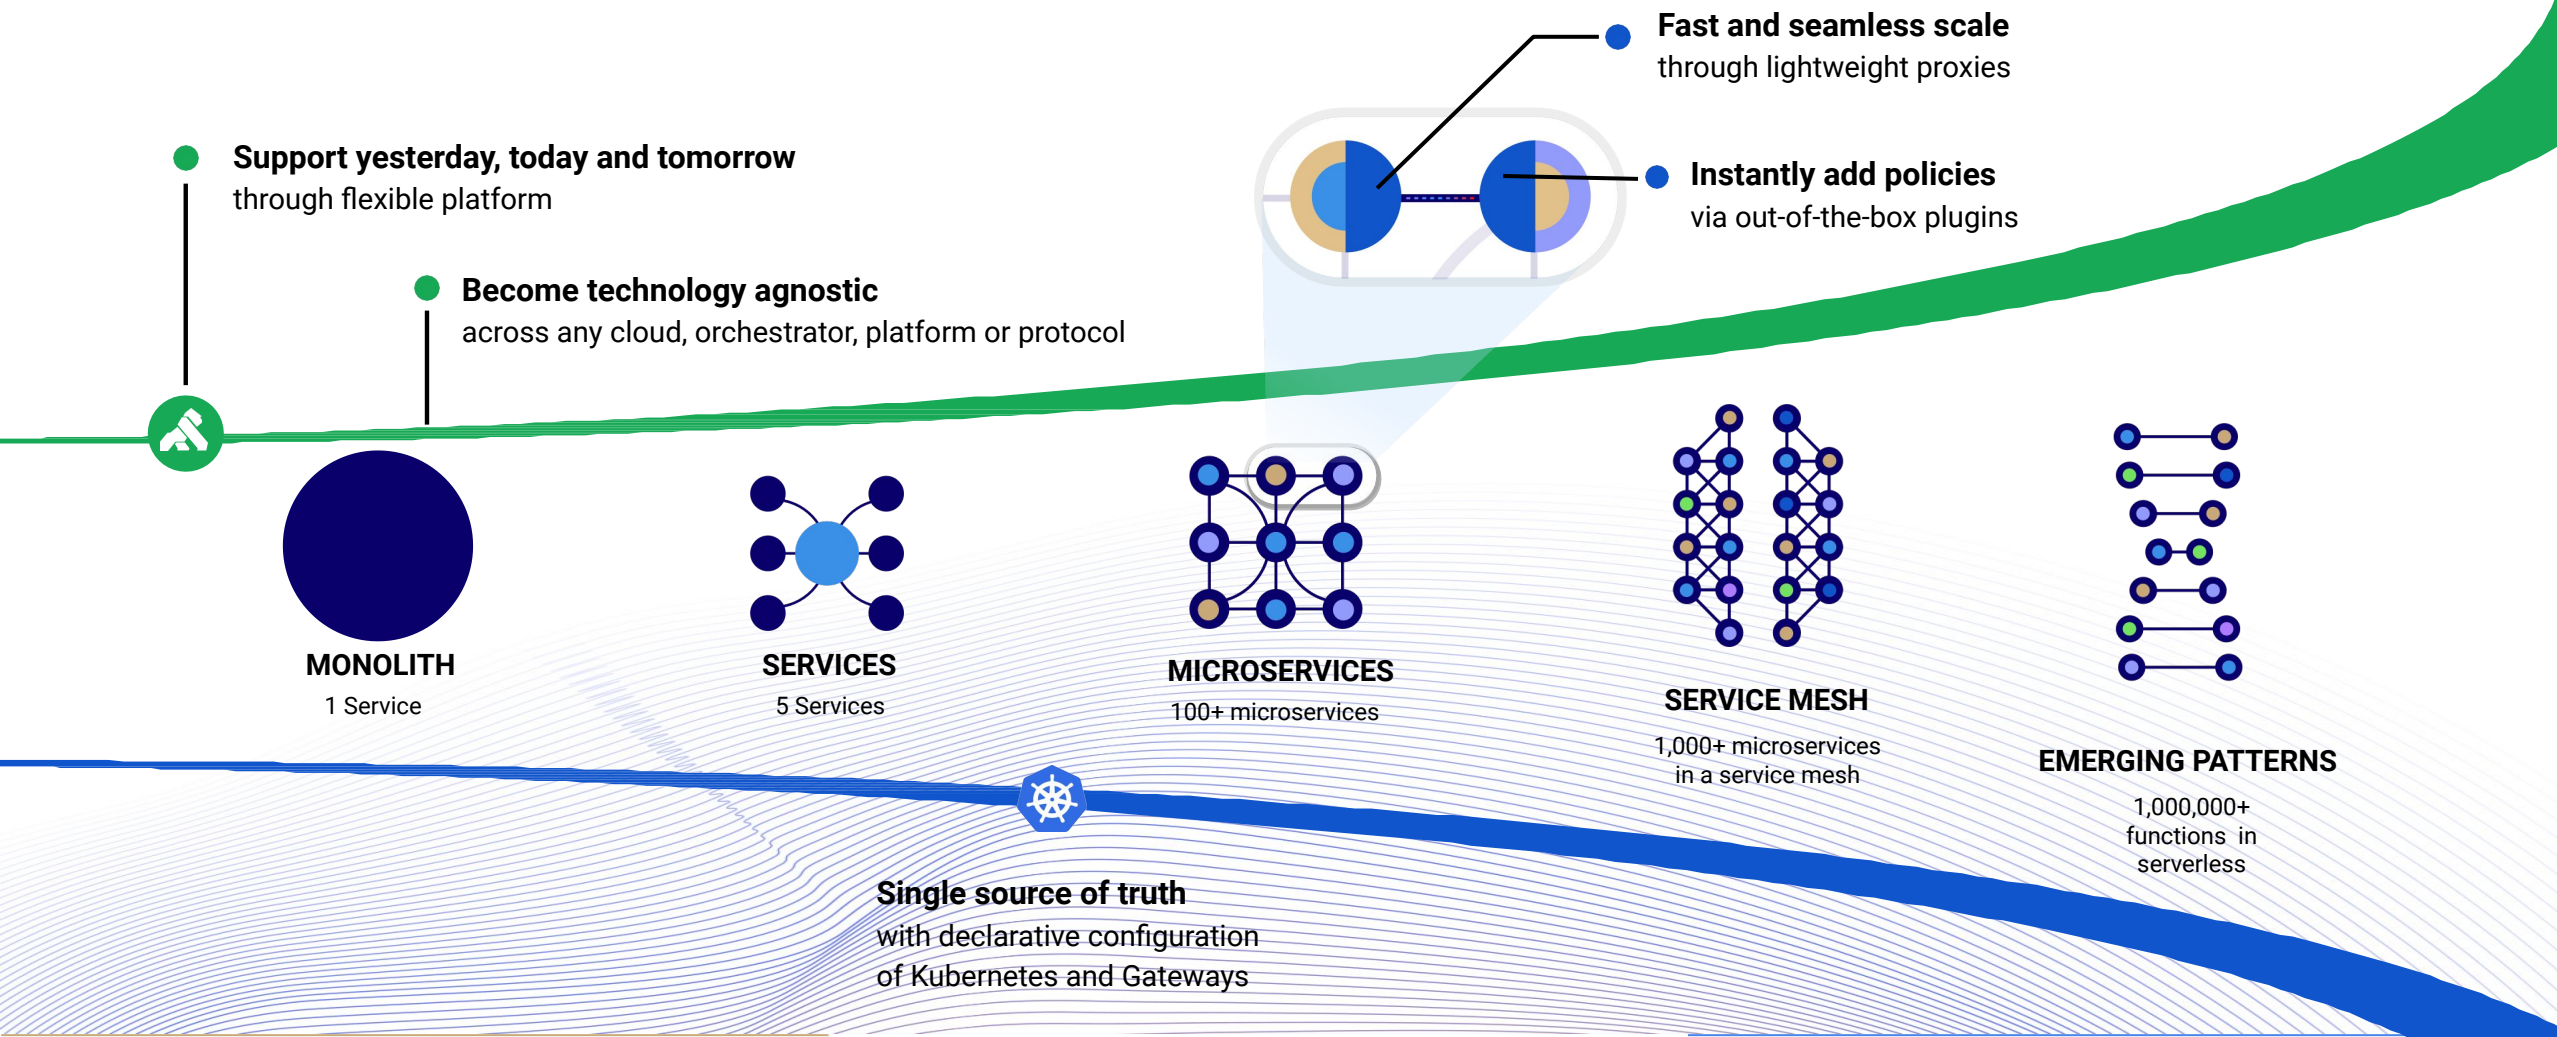 Fast and seamless scale
through lightweight proxies
Support yesterday, today and tomorrow
through flexible platform
Instantly add policies
via out-of-the-box plugins
Become technology agnostic
across any cloud, orchestrator, platform or protocol
MONOLITH
1 Service
SERVICES
5 Services
MICROSERVICES
100+ microservices
SERVICE MESH
1,000+ microservices
in a service mesh
EMERGING PATTERNS
1,000,000+
functions in
serverless
Single source of truth
with declarative configuration
of Kubernetes and Gateways